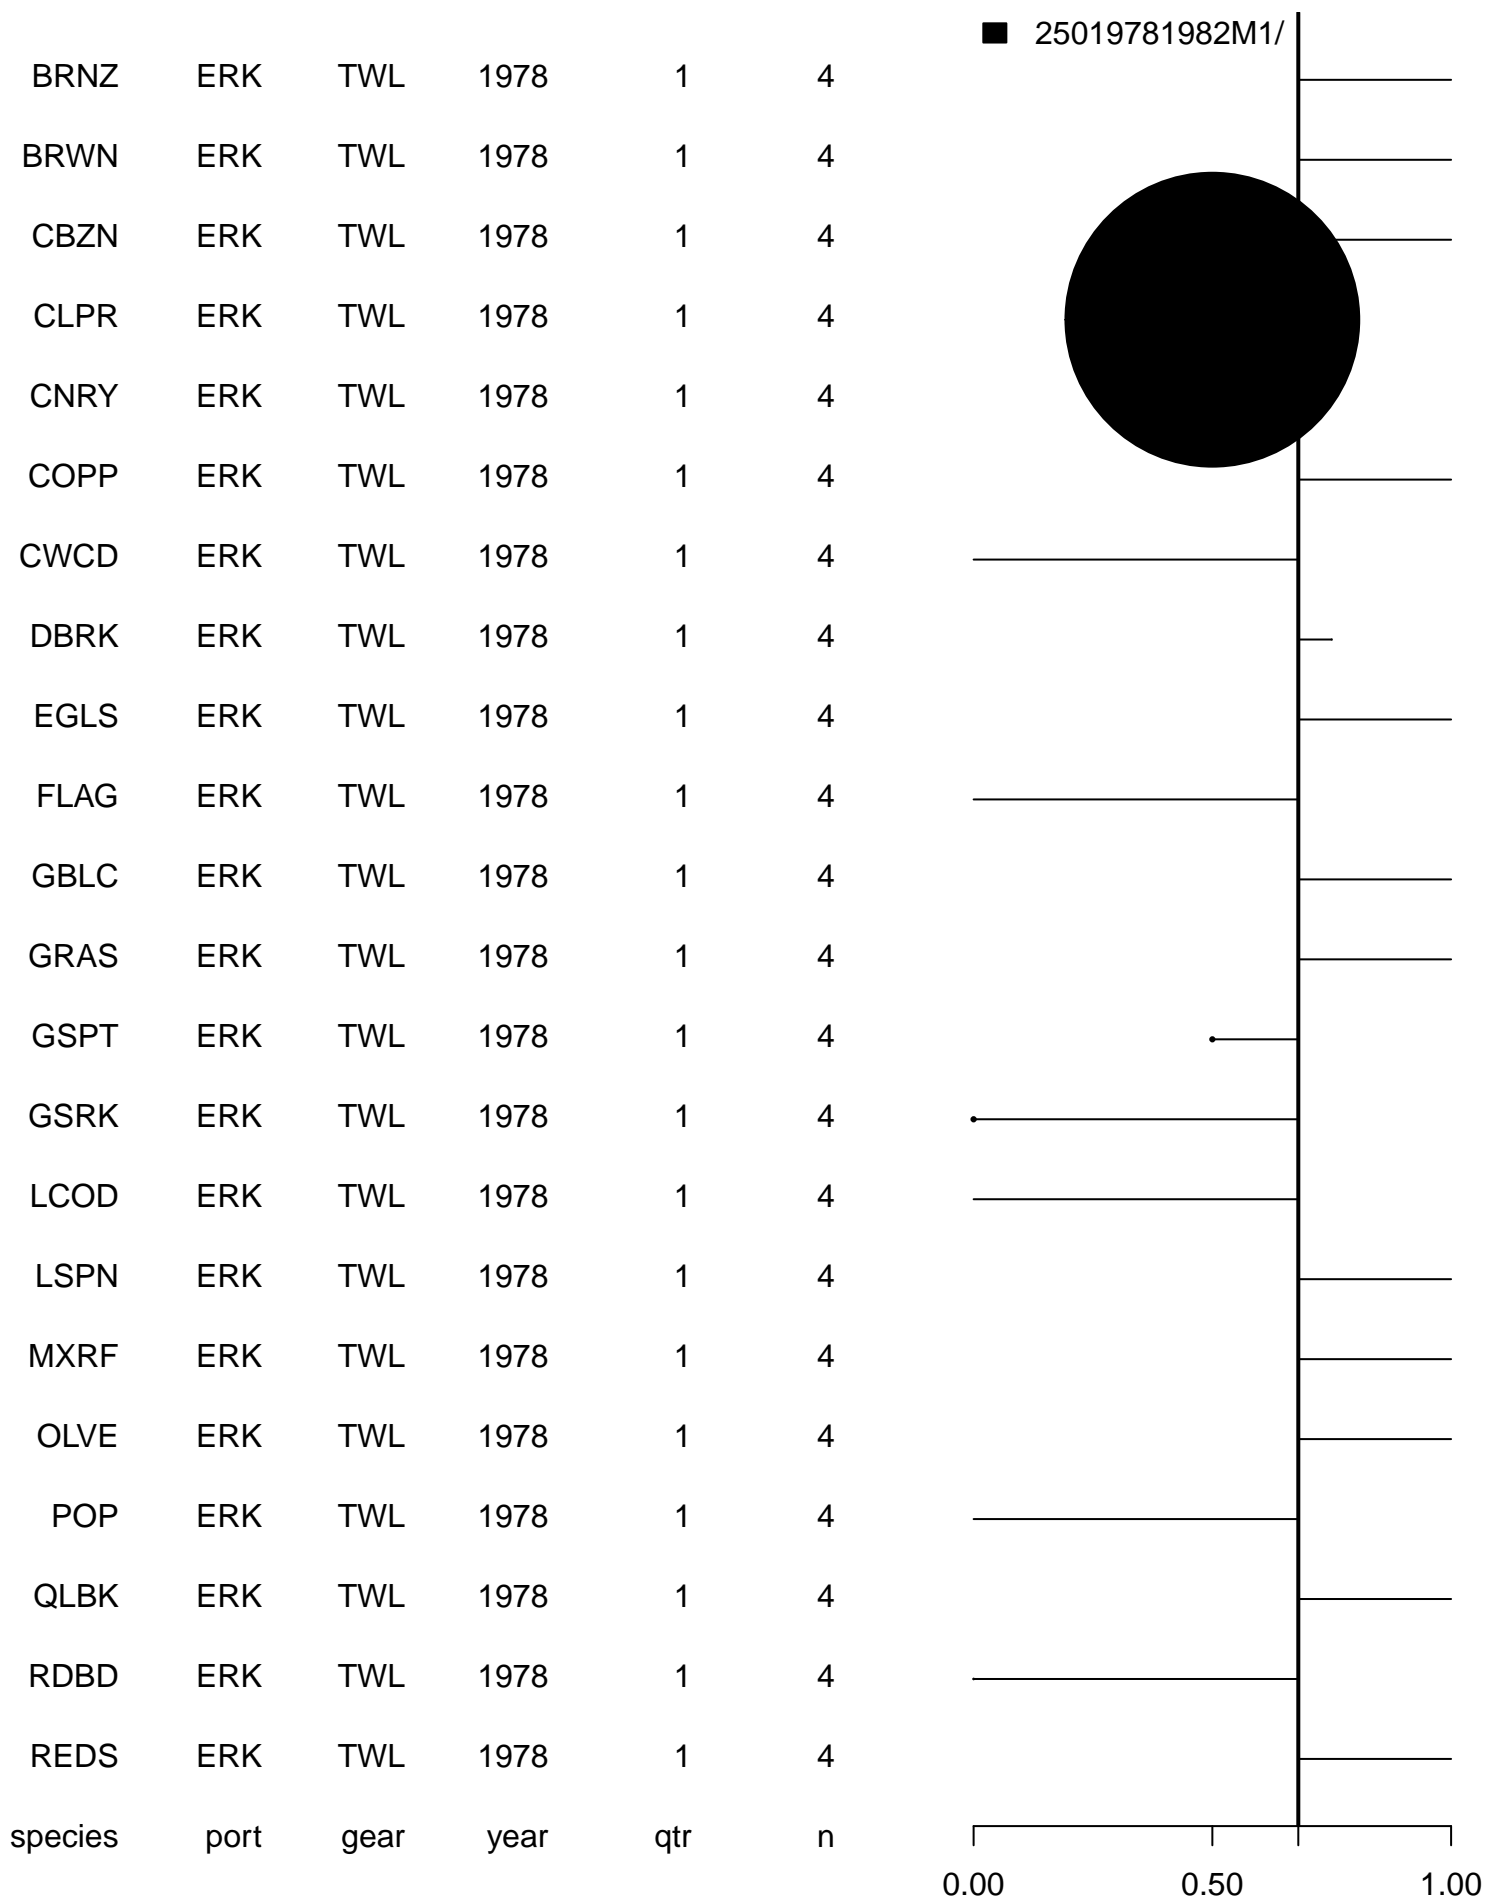 25019781982M1/
BRNZ ERK TWL 1978 1 4
BRWN ERK TWL 1978 1 4
CBZN ERK TWL 1978 1 4
CLPR ERK TWL 1978 1 4
CNRY ERK TWL 1978 1 4
COPP ERK TWL 1978 1 4
CWCD ERK TWL 1978 1 4
DBRK ERK TWL 1978 1 4
EGLS ERK TWL 1978 1 4
FLAG ERK TWL 1978 1 4
GBLC ERK TWL 1978 1 4
GRAS ERK TWL 1978 1 4
GSPT ERK TWL 1978 1 4
GSRK ERK TWL 1978 1 4
LCOD ERK TWL 1978 1 4
LSPN ERK TWL 1978 1 4
MXRF ERK TWL 1978 1 4
OLVE ERK TWL 1978 1 4
POP ERK TWL 1978 1 4
QLBK ERK TWL 1978 1 4
RDBD ERK TWL 1978 1 4
REDS ERK TWL 1978 1 4
species port gear year qtr n
0.00 0.50 1.00